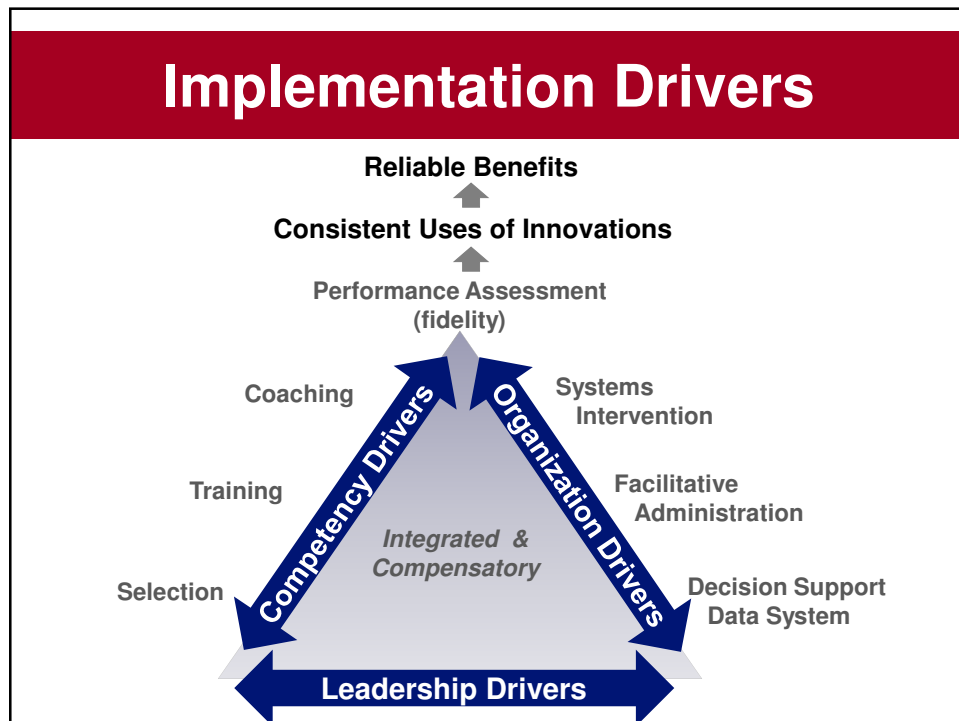 Implementation Drivers
Reliable Benefits
Consistent Uses of Innovations
Performance Assessment
(fidelity)
Coaching
Training
Selection
Competency Drivers
Integrated &
Compensatory
Organization Drivers
Systems
Intervention
Facilitative
Administration
Decision Support
Data System
Leadership Drivers